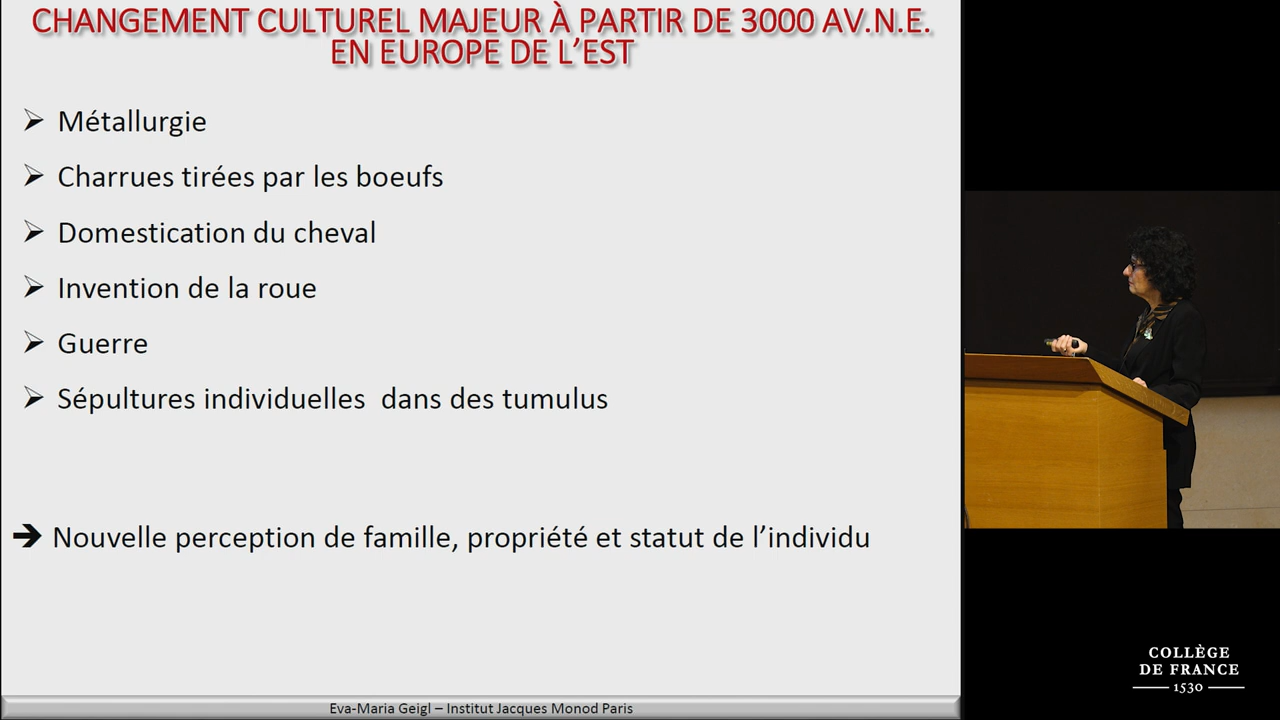 CHANGEMENT CULTUREL MAJEUR À PARTIR DE 3000 AV.N.E.
EN EUROPE DE L'EST
Métallurgie
Charrues tirées par les boeufs
Domestication du cheval
Invention de la roue
Guerre
Sépultures individuelles dans des tumulus
Nouvelle perception de famille, propriété et statut de l'individu
Eva-Maria Geigl – Institut Jacques Monod Paris
COLLÈGE
DE FRANCE
1530